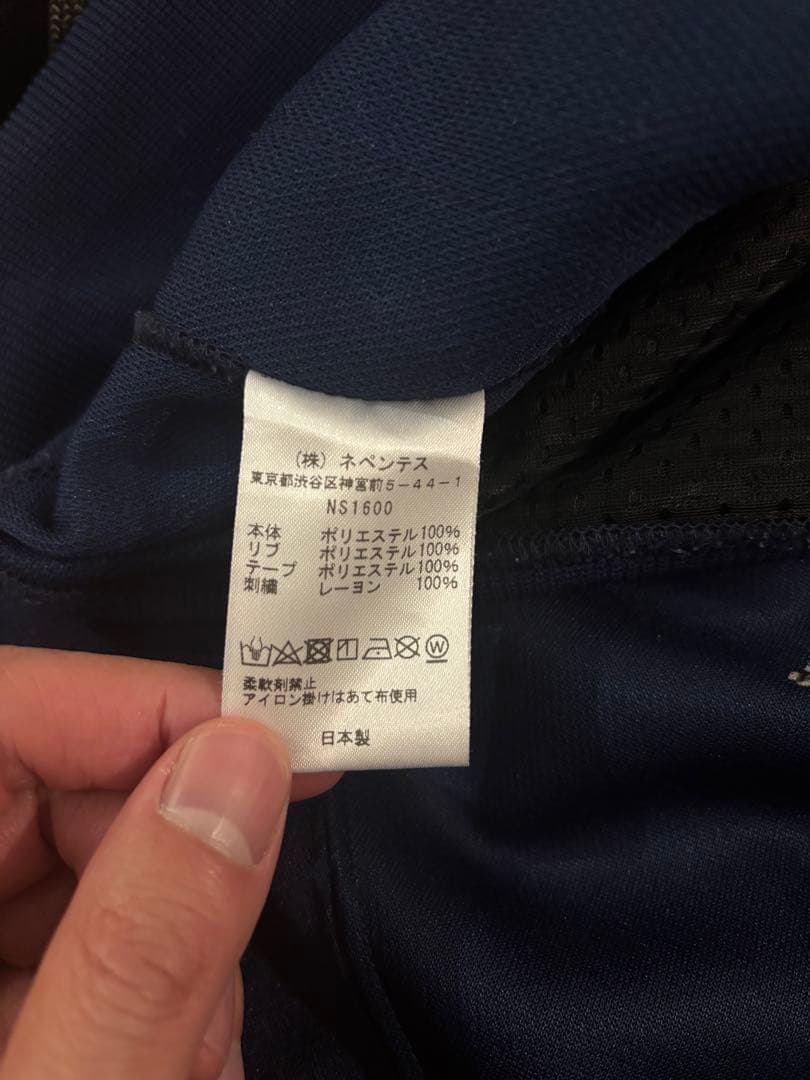 (株)ネペンテス
東京都渋谷区神宮前5-44-1
NS1600
本体 ポリエステル100%
リブ ポリエステル100%
テープ ポリエステル100%
刺繍 レーヨン 100%
W
柔軟剤禁止
アイロン掛けはあて布使用
日本製